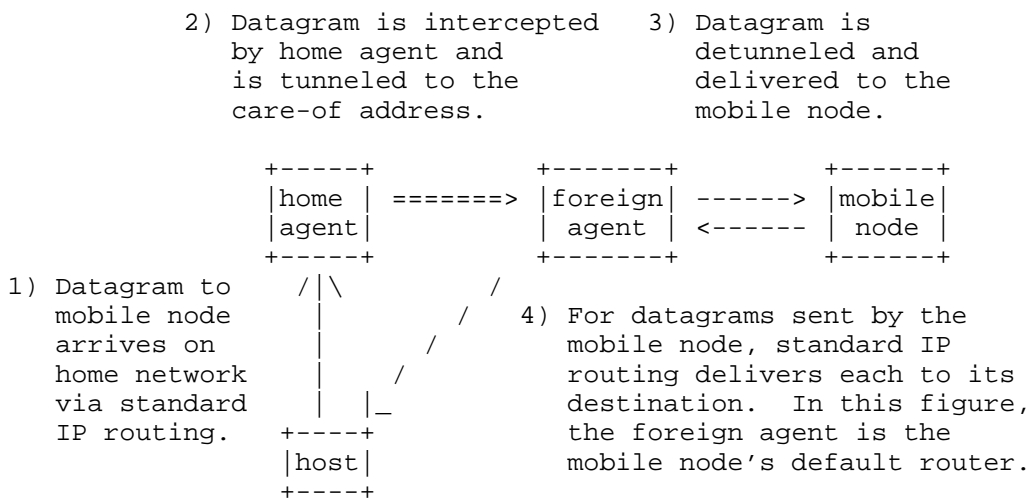 2) Datagram is intercepted   3) Datagram is
by home agent and            detunneled and
is tunneled to the           delivered to the
care-of address.             mobile node.
+-----+          +-------+         +------+
|home | =======> |foreign| ------> |mobile|
|agent|          | agent | <------ | node |
+-----+          +-------+         +------+
1) Datagram to    /|\         /
mobile node      |        /   4) For datagrams sent by the
arrives on       |      /        mobile node, standard IP
home network     |    /          routing delivers each to its
via standard     |  |_           destination.  In this figure,
IP routing.   +----+             the foreign agent is the
|host|             mobile node's default router.
+----+